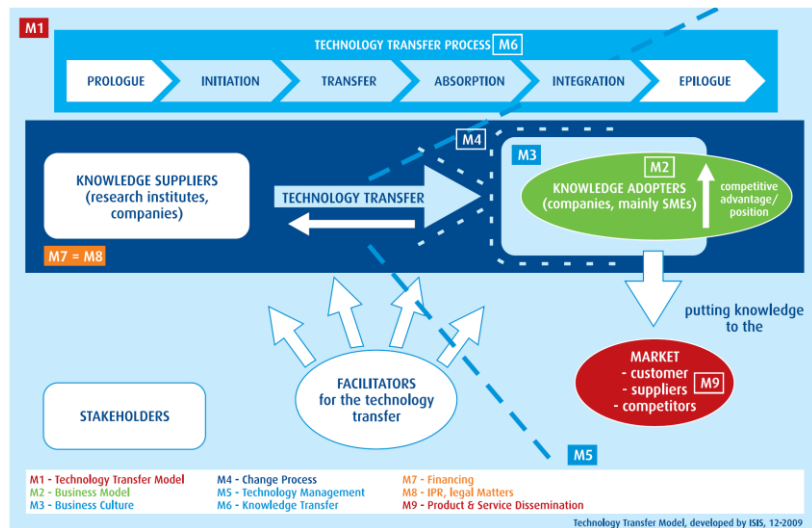 M1
TECHNOLOGY TRANSFER PROCESS M6
PROLOGUE
INITIATION
TRANSFER
ABSORPTION
INTEGRATION
EPILOGUE
M4
M3
KNOWLEDGE SUPPLIERS
(research institutes,
companies)
TECHNOLOGY TRANSFER
M2
KNOWLEDGE ADOPTERS
(companies, mainly SMEs)
competitive
advantage/
position
M7 = M8
putting knowledge
to the
MARKET
- customer
- suppliers
- competitors
M9
FACILITATORS
for the technology
transfer
STAKEHOLDERS
M5
M1 - Technology Transfer Model
M2 - Business Model
M3 - Business Culture
M4 - Change Process
M5 - Technology Management
M6 - Knowledge Transfer
M7 - Financing
M8 - IPR, legal Matters
M9 - Product & Service Dissemination
Technology Transfer Model, developed by ISIS, 12-2009